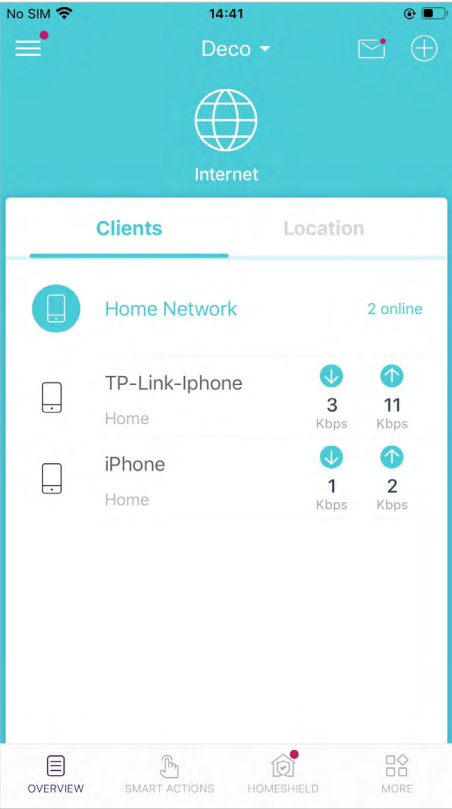 No SIM 14:41
Deco
Internet
Clients Location
Home Network 2 online
TP-Link-Iphone
3 11
Home Kbps Kbps
iPhone
1 2
Home Kbps Kbps
OVERVIEW SMART ACTIONS HOMESHIELD MORE